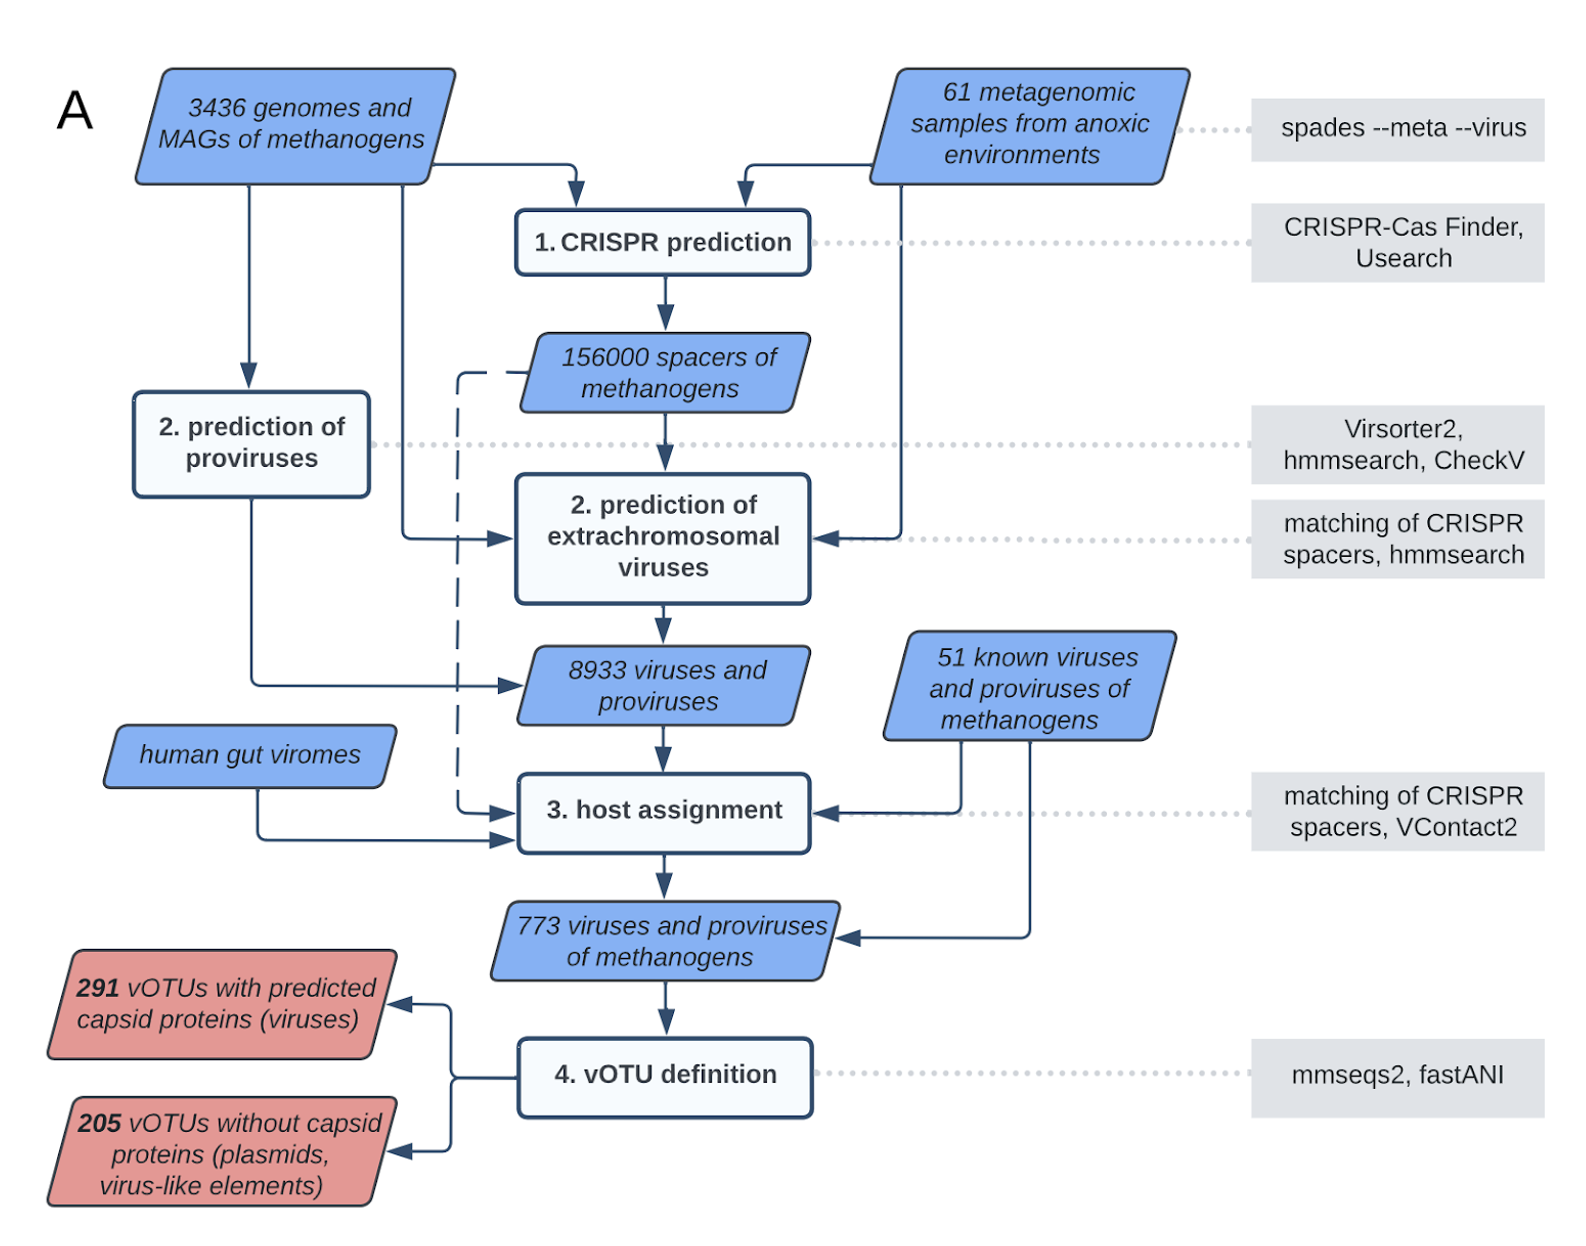 A
3436 genomes and
MAGs of methanogens
61 metagenomic
samples from anoxic
environments
spades --meta --virus
1. CRISPR prediction
CRISPR-Cas Finder,
Usearch
156000 spacers of
methanogens
2. prediction of
proviruses
Virsorter2,
hmmsearch, CheckV
2. prediction of
extrachromosomal
viruses
matching of CRISPR
spacers, hmmsearch
8933 viruses and
proviruses
51 known viruses
and proviruses of
methanogens
human gut viromes
3. host assignment
matching of CRISPR
spacers, VContact2
773 viruses and proviruses
of methanogens
291 vOTUs with predicted
capsid proteins (viruses)
4. vOTU definition
mmseqs2, fastANI
205 vOTUs without capsid
proteins (plasmids,
virus-like elements)